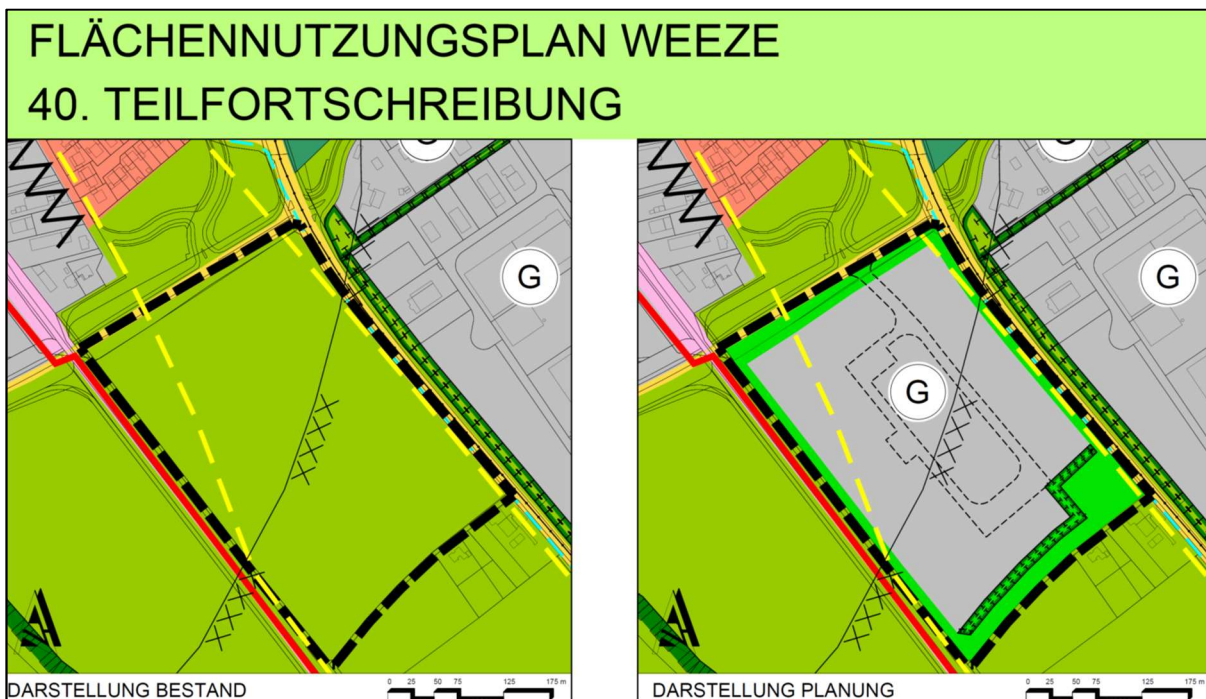 FLÄCHENNUTZUNGSPLAN WEEZE
40. TEILFORTSCHREIBUNG
G
G
G
DARSTELLUNG BESTAND
0 25 50 75 125 175 m
DARSTELLUNG PLANUNG
0 25 50 75 125 175 m